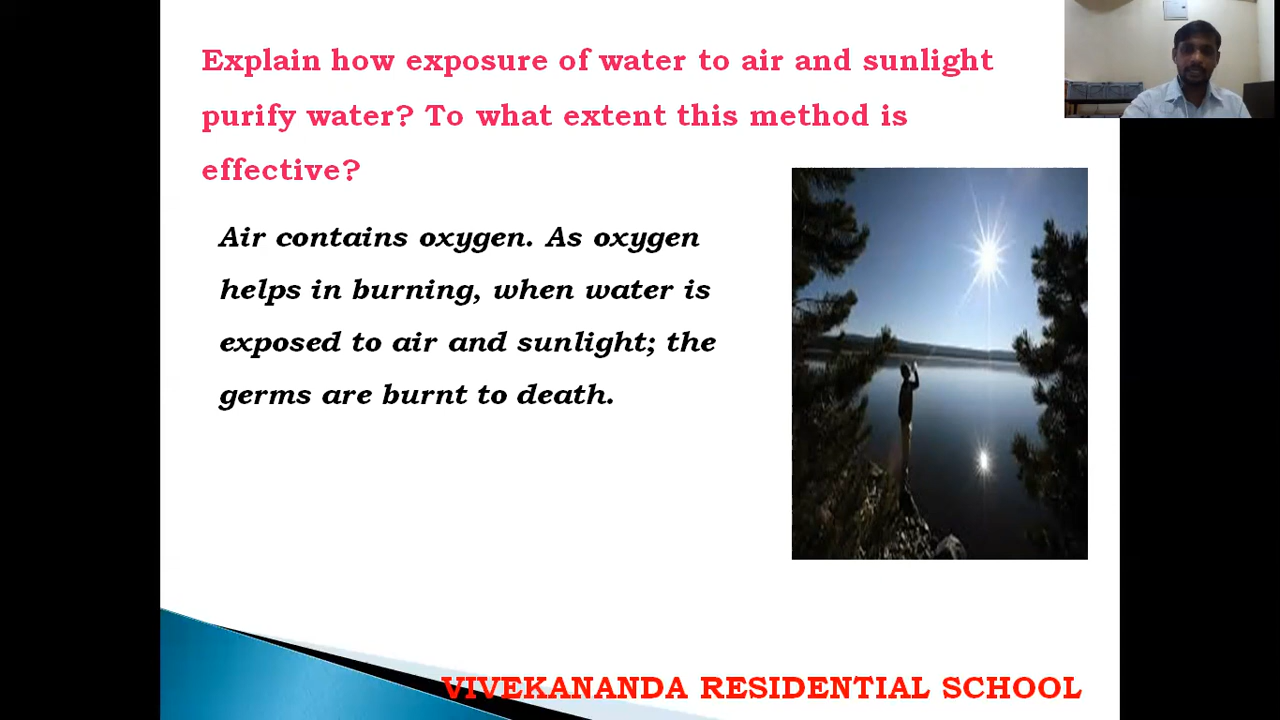 Explain how exposure of water to air and sunlight
purify water? To what extent this method is
effective?
Air contains oxygen. As oxygen
helps in burning, when water is
exposed to air and sunlight; the
germs are burnt to death.
VIVEKANANDA RESIDENTIAL SCHOOL